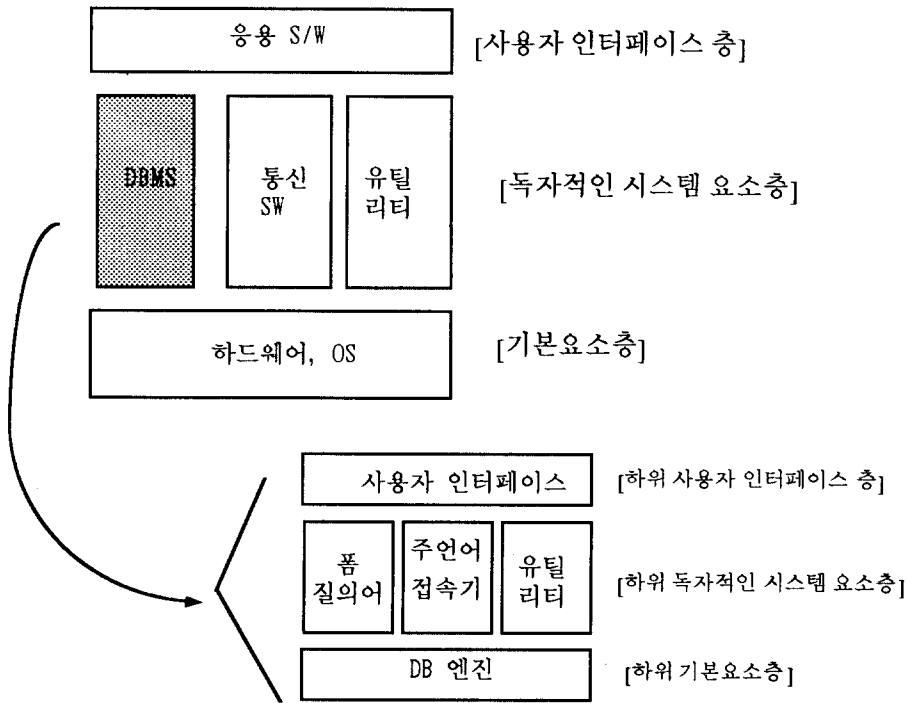 응용 S/W
[사용자 인터페이스 층]
DBMS
통신
SW
유틸
리티
[독자적인 시스템 요소층]
하드웨어, OS
[기본요소층]
사용자 인터페이스
[하위 사용자 인터페이스 층]
폼
질의어
주언어
접속기
유틸
리티
[하위 독자적인 시스템 요소층]
DB 엔진
[하위 기본요소층]